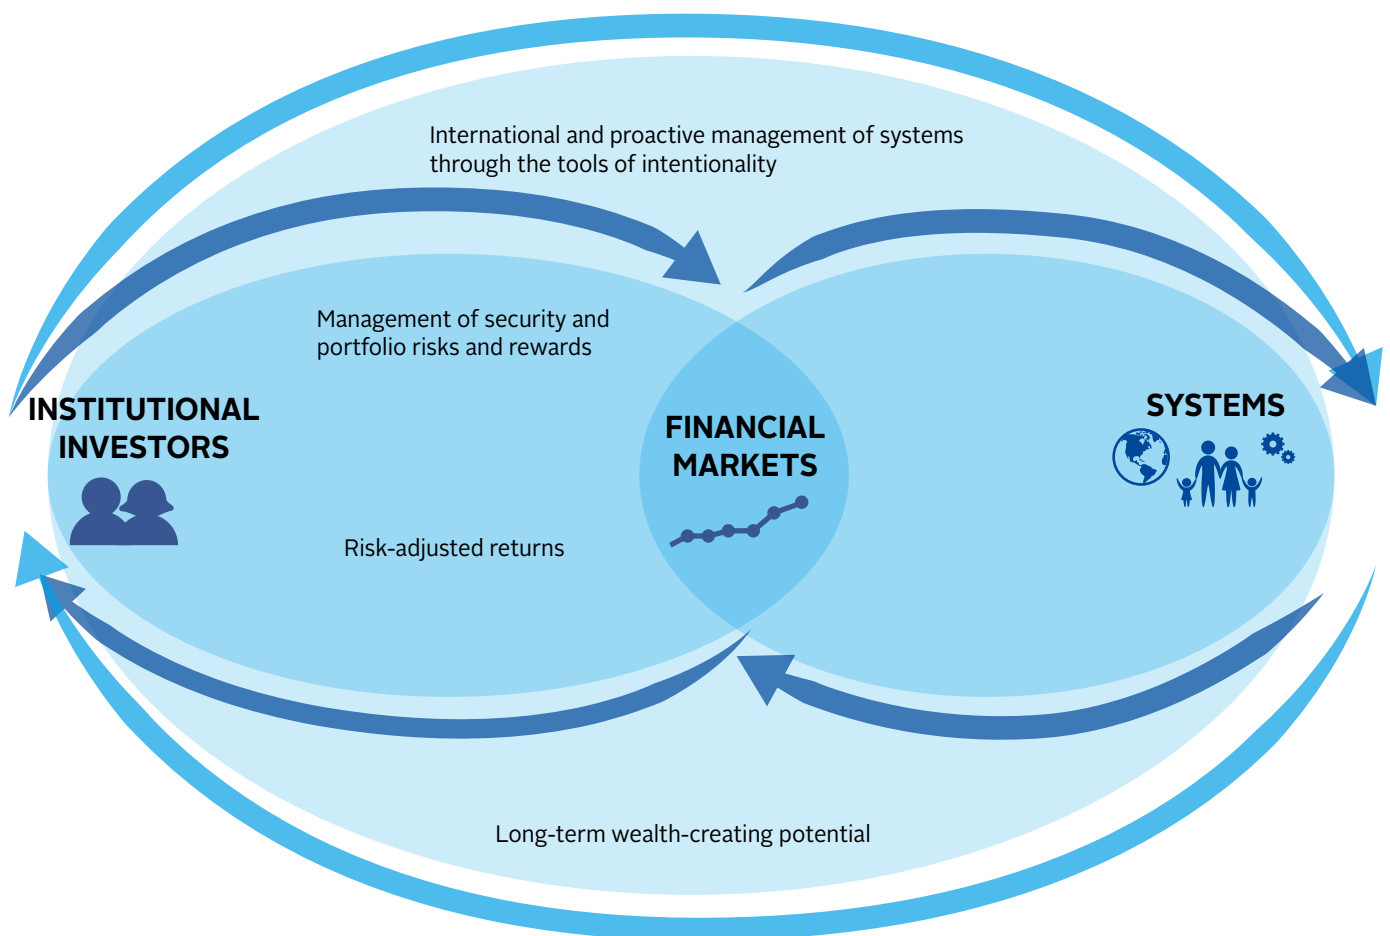 International and proactive management of systems
through the tools of intentionality
Management of security and
portfolio risks and rewards
INSTITUTIONAL
INVESTORS
FINANCIAL
MARKETS
SYSTEMS
Risk-adjusted returns
Long-term wealth-creating potential